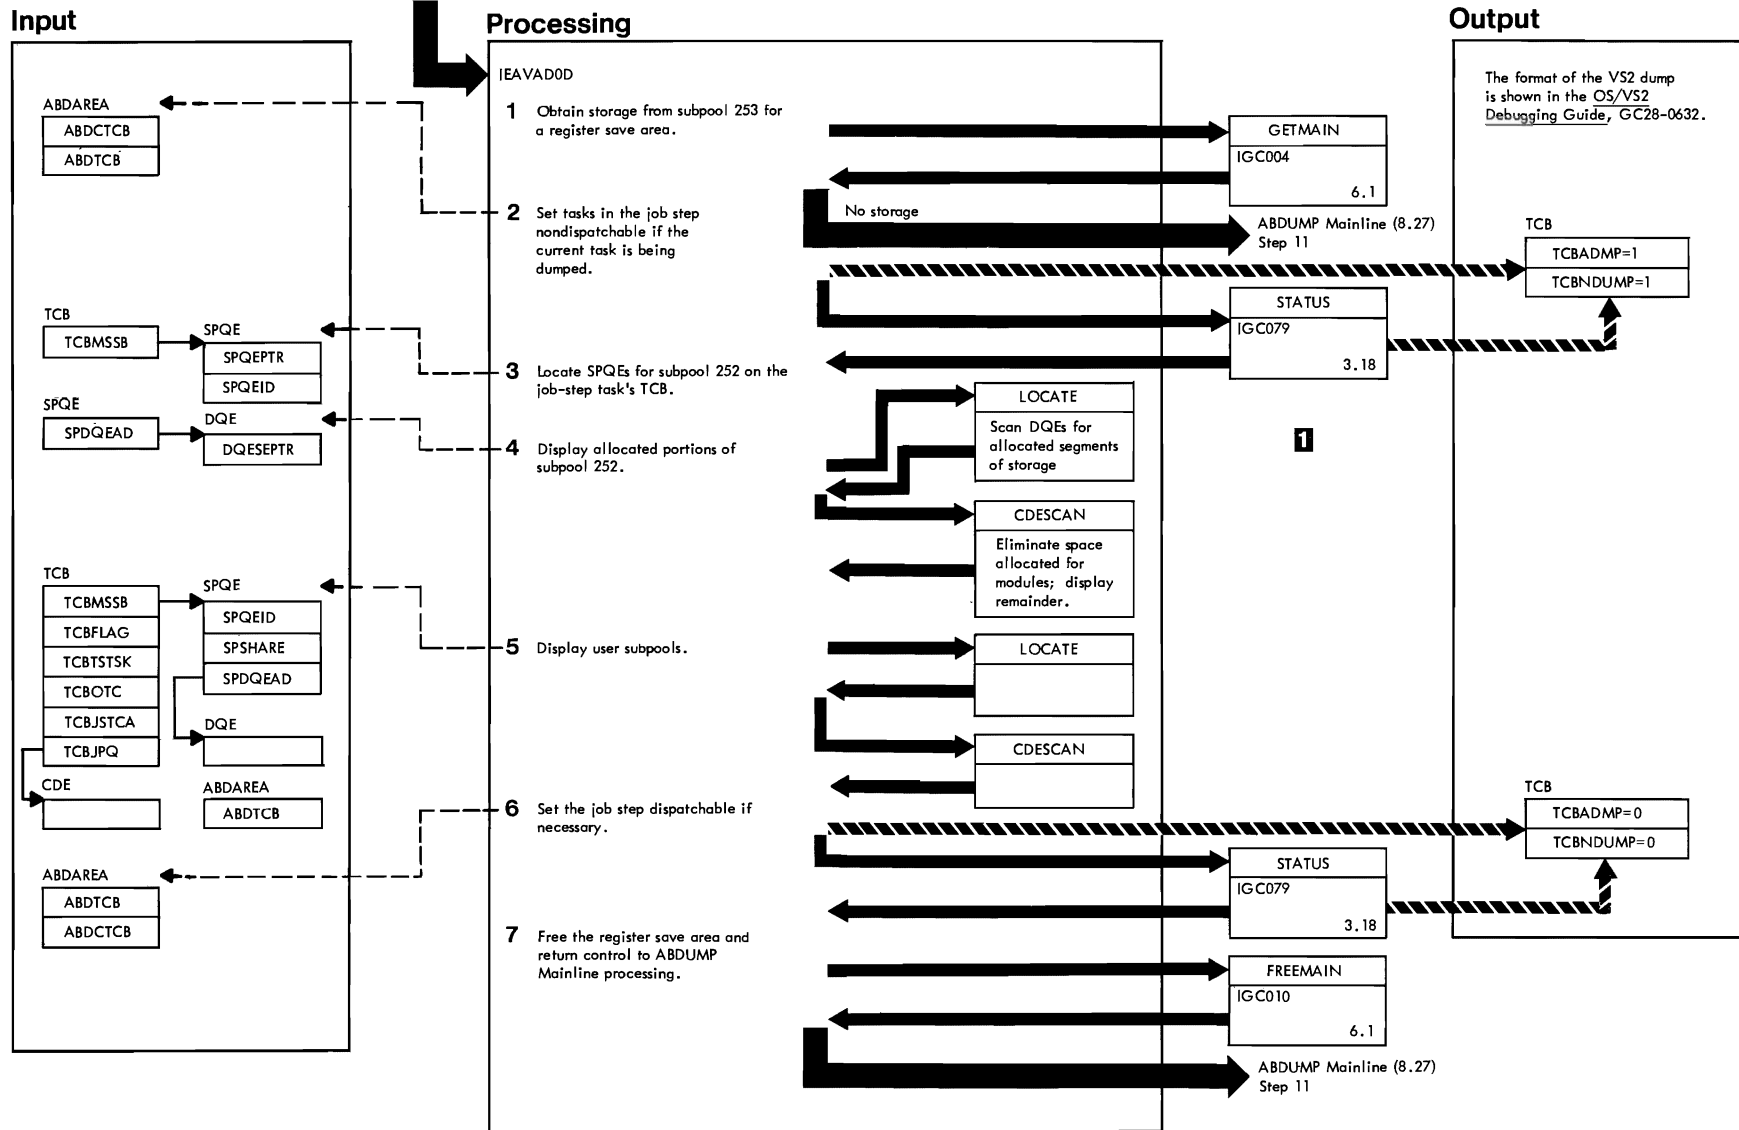 Input
Processing
Output
IEAVAD0D
1 Obtain storage from subpool 253 for
a register save area.
GETMAIN
IGC004
6.1
No storage
ABDUMP Mainline (8.27)
Step 11
The format of the VS2 dump
is shown in the OS/VS2
Debugging Guide, GC28-0632.
ABDAREA
ABDCTCB
ABDTCB
2 Set tasks in the job step
nondispatchable if the
current task is being
dumped.
TCB
TCBADMP=1
TCBNDUMP=1
STATUS
IGC079
3.18
TCB
TCBMSSB
SPQE
SPQEPTR
SPQEID
3 Locate SPQEs for subpool 252 on the
job-step task's TCB.
SPQE
SPDQEAD
DQE
DQESEPTR
4 Display allocated portions of
subpool 252.
LOCATE
Scan DQEs for
allocated segments
of storage
1
CDESCAN
Eliminate space
allocated for
modules; display
remainder.
TCB
TCBMSSB
TCBFLAG
TCBTSTSK
TCBOTC
TCBJSTCA
TCBJPQ
SPQE
SPQEID
SPSHARE
SPDQEAD
DQE
CDE
ABDAREA
ABDTCB
5 Display user subpools.
LOCATE
CDESCAN
6 Set the job step dispatchable if
necessary.
TCB
TCBADMP=0
TCBNDUMP=0
STATUS
IGC079
3.18
ABDAREA
ABDTCB
ABDCTCB
7 Free the register save area and
return control to ABDUMP
Mainline processing.
FREEMAIN
IGC010
6.1
ABDUMP Mainline (8.27)
Step 11